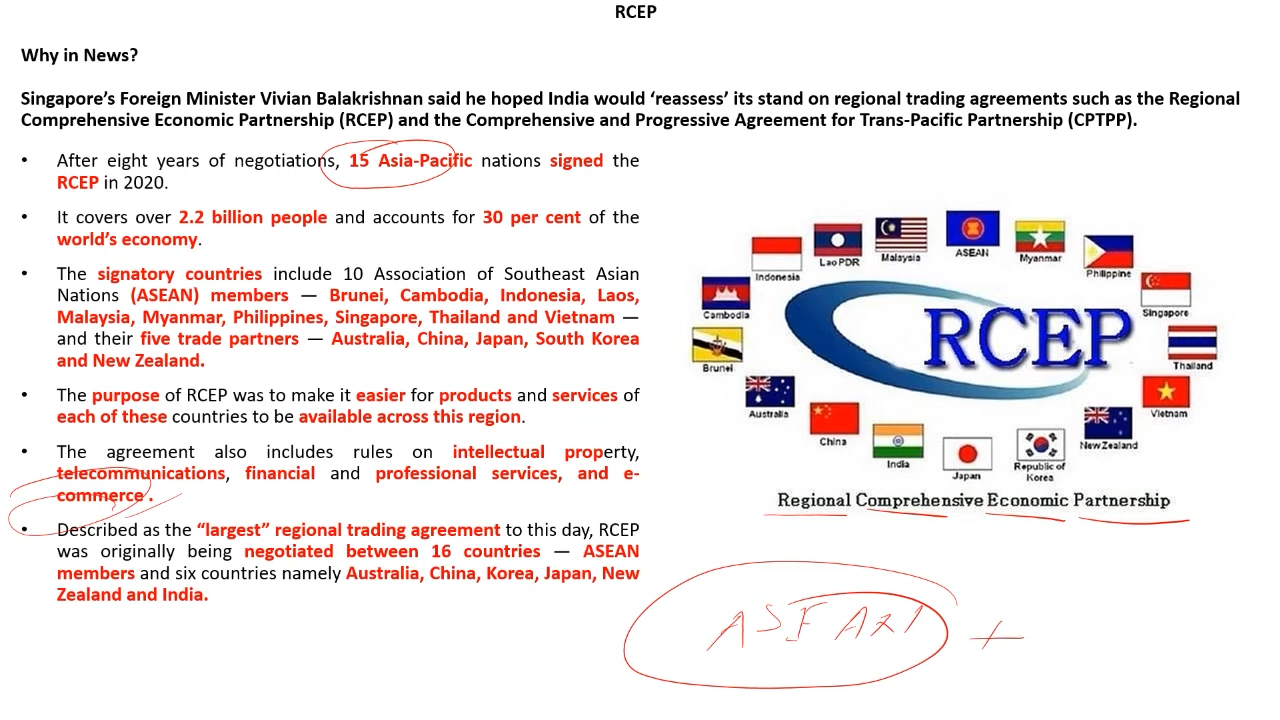 RCEP
Why in News?
Singapore's Foreign Minister Vivian Balakrishnan said he hoped India would 'reassess' its stand on regional trading agreements such as the Regional
Comprehensive Economic Partnership (RCEP) and the Comprehensive and Progressive Agreement for Trans-Pacific Partnership (CPTPP).
• After eight years of negotiations, 15 Asia-Pacific nations signed the
RCEP in 2020.
• It covers over 2.2 billion people and accounts for 30 per cent of the
world's economy.
• The signatory countries include 10 Association of Southeast Asian
Nations (ASEAN) members — Brunei, Cambodia, Indonesia, Laos,
Malaysia, Myanmar, Philippines, Singapore, Thailand and Vietnam —
and their five trade partners — Australia, China, Japan, South Korea
and New Zealand.
• The purpose of RCEP was to make it easier for products and services of
each of these countries to be available across this region.
• The agreement also includes rules on intellectual property,
telecommunications, financial and professional services, and e-
commerce .
• Described as the "largest" regional trading agreement to this day, RCEP
was originally being negotiated between 16 countries — ASEAN
members and six countries namely Australia, China, Korea, Japan, New
Zealand and India.
Indonesia
Lao PDR
Malaysia
ASEAN
Myanmar
Philippine
Singapore
Thailand
Vietnam
New Zealand
Republic of
Korea
Japan
India
China
Australia
Brunei
Cambodia
RCEP
Regional Comprehensive Economic Partnership
ASEAN +